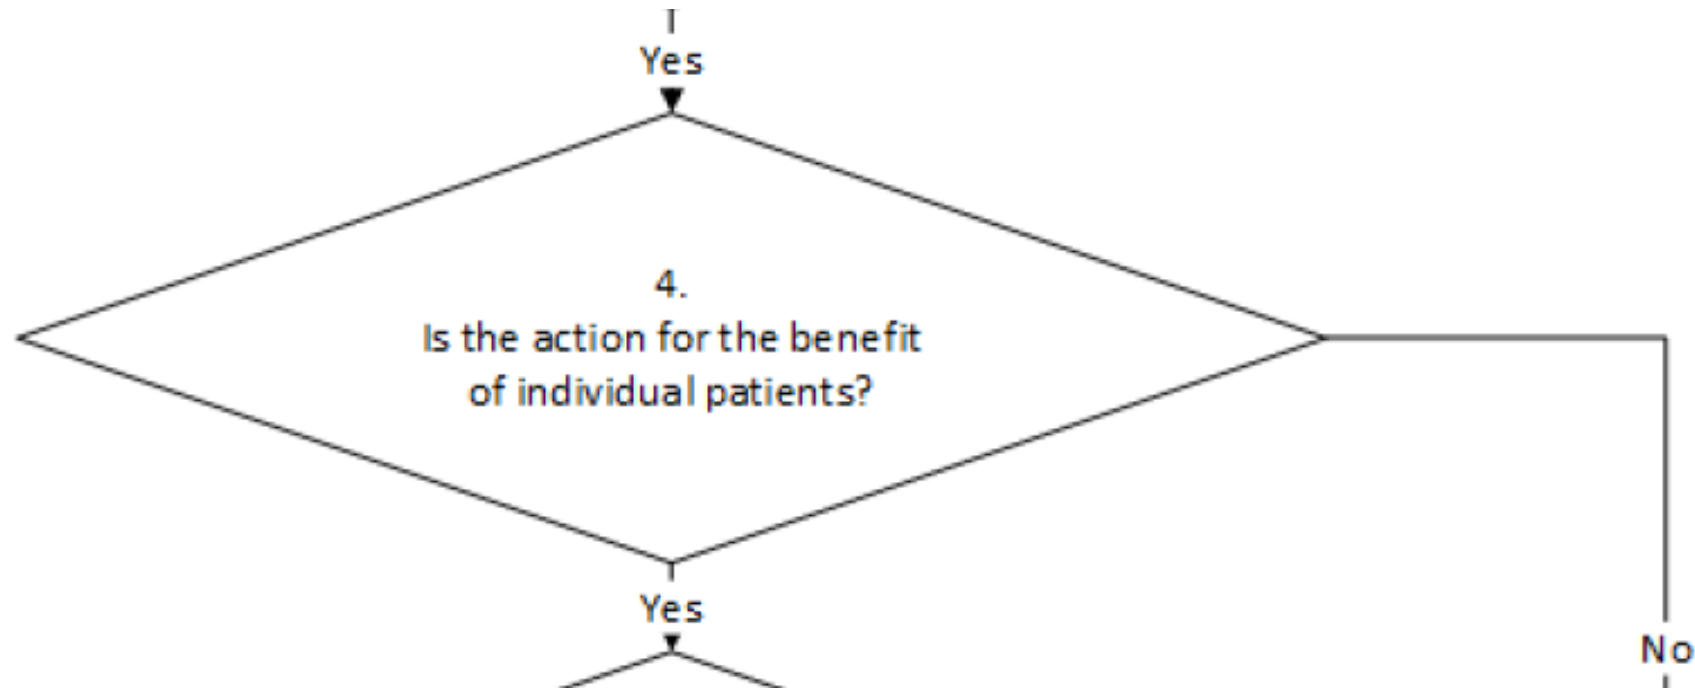 Yes
4.
Is the action for the benefit
of individual patients?
Yes
No